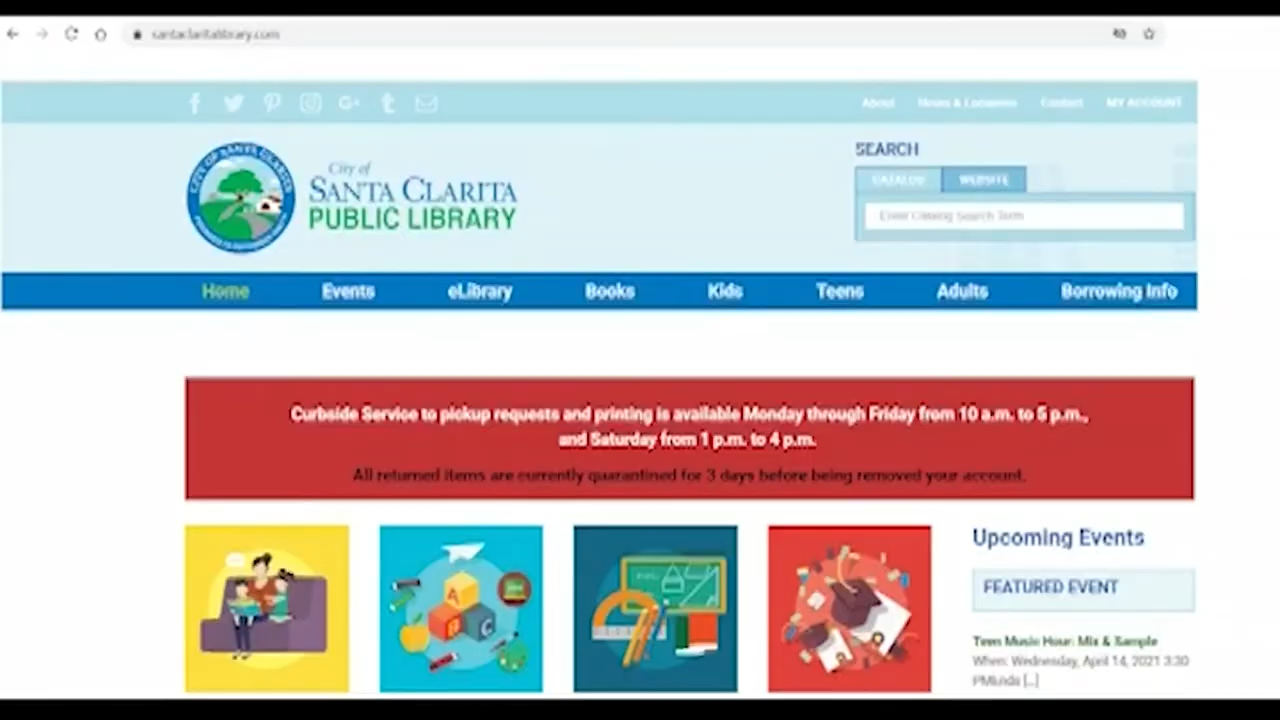 santaclaritalibrary.com
About Hours & Locations Contact MY ACCOUNT
CITY OF SANTA CLARITA
City of
SANTA CLARITA
PUBLIC LIBRARY
SEARCH
CATALOG WEBSITE
Enter Catalog Search Term
Home Events eLibrary Books Kids Teens Adults Borrowing Info
Curbside Service to pickup requests and printing is available Monday through Friday from 10 a.m. to 5 p.m.,
and Saturday from 1 p.m. to 4 p.m.
All returned items are currently quarantined for 3 days before being removed your account.
A B C
Upcoming Events
FEATURED EVENT
Teen Music Hour: Mix & Sample
When: Wednesday, April 14, 2021 3:30
[...]